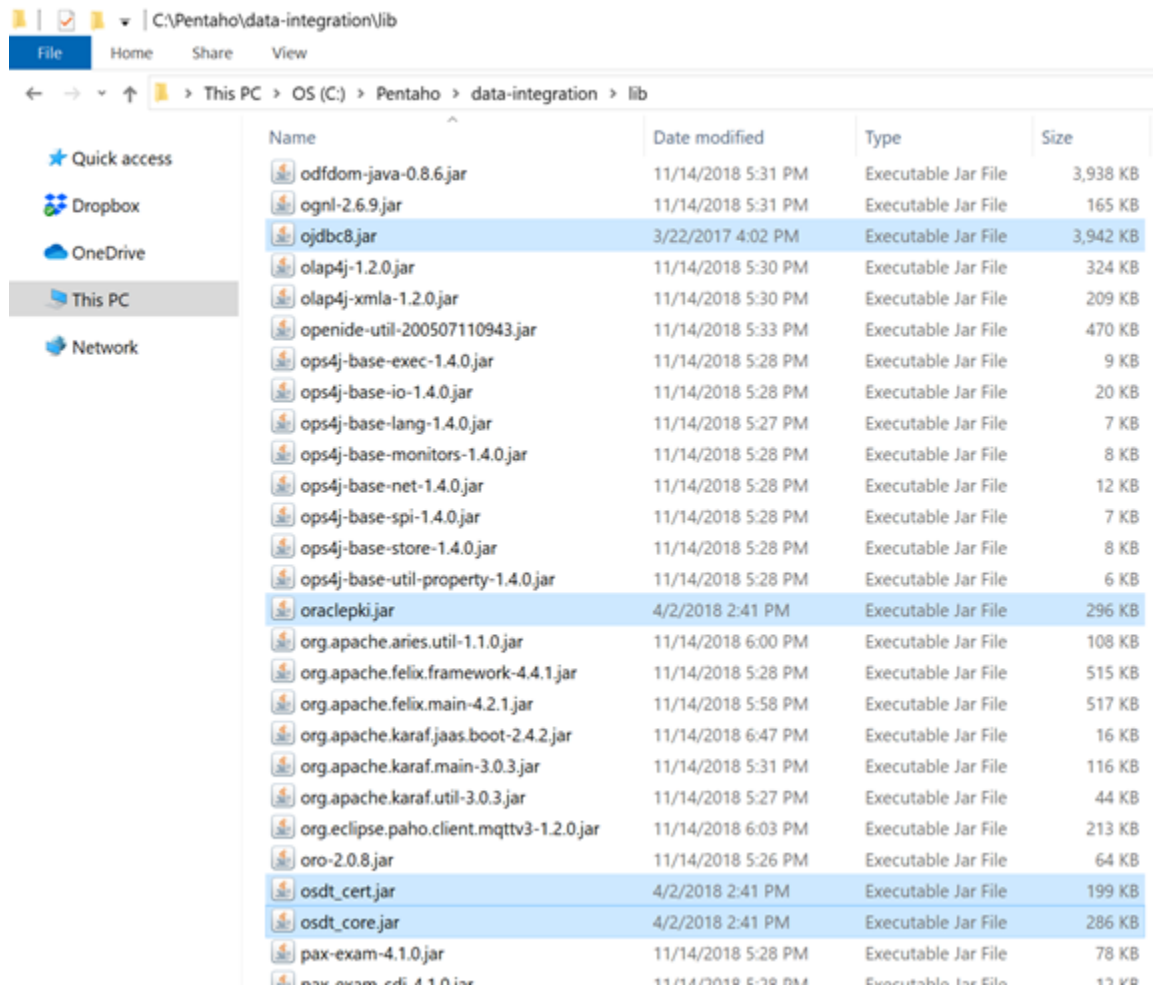 C:\Pentaho\data-integration\lib
File Home Share View
This PC > OS (C:) > Pentaho > data-integration > lib
Name Date modified Type Size
Quick access
Dropbox
OneDrive
This PC
Network
odfdom-java-0.8.6.jar 11/14/2018 5:31 PM Executable Jar File 3,938 KB
ognl-2.6.9.jar 11/14/2018 5:31 PM Executable Jar File 165 KB
ojdbc8.jar 3/22/2017 4:02 PM Executable Jar File 3,942 KB
olap4j-1.2.0.jar 11/14/2018 5:30 PM Executable Jar File 324 KB
olap4j-xmla-1.2.0.jar 11/14/2018 5:30 PM Executable Jar File 209 KB
openide-util-200507110943.jar 11/14/2018 5:33 PM Executable Jar File 470 KB
ops4j-base-exec-1.4.0.jar 11/14/2018 5:28 PM Executable Jar File 9 KB
ops4j-base-io-1.4.0.jar 11/14/2018 5:28 PM Executable Jar File 20 KB
ops4j-base-lang-1.4.0.jar 11/14/2018 5:27 PM Executable Jar File 7 KB
ops4j-base-monitors-1.4.0.jar 11/14/2018 5:28 PM Executable Jar File 8 KB
ops4j-base-net-1.4.0.jar 11/14/2018 5:28 PM Executable Jar File 12 KB
ops4j-base-spi-1.4.0.jar 11/14/2018 5:28 PM Executable Jar File 7 KB
ops4j-base-store-1.4.0.jar 11/14/2018 5:28 PM Executable Jar File 8 KB
ops4j-base-util-property-1.4.0.jar 11/14/2018 5:28 PM Executable Jar File 6 KB
oraclepki.jar 4/2/2018 2:41 PM Executable Jar File 296 KB
org.apache.aries.util-1.1.0.jar 11/14/2018 6:00 PM Executable Jar File 108 KB
org.apache.felix.framework-4.4.1.jar 11/14/2018 5:28 PM Executable Jar File 515 KB
org.apache.felix.main-4.2.1.jar 11/14/2018 5:58 PM Executable Jar File 517 KB
org.apache.karaf.jaas.boot-2.4.2.jar 11/14/2018 6:47 PM Executable Jar File 16 KB
org.apache.karaf.main-3.0.3.jar 11/14/2018 5:31 PM Executable Jar File 116 KB
org.apache.karaf.util-3.0.3.jar 11/14/2018 5:27 PM Executable Jar File 44 KB
org.eclipse.paho.client.mqttv3-1.2.0.jar 11/14/2018 6:03 PM Executable Jar File 213 KB
oro-2.0.8.jar 11/14/2018 5:26 PM Executable Jar File 64 KB
osdt_cert.jar 4/2/2018 2:41 PM Executable Jar File 199 KB
osdt_core.jar 4/2/2018 2:41 PM Executable Jar File 286 KB
pax-exam-4.1.0.jar 11/14/2018 5:28 PM Executable Jar File 78 KB
pax-exam-cdi-4.1.0.jar 11/14/2018 5:28 PM Executable Jar File 12 KB